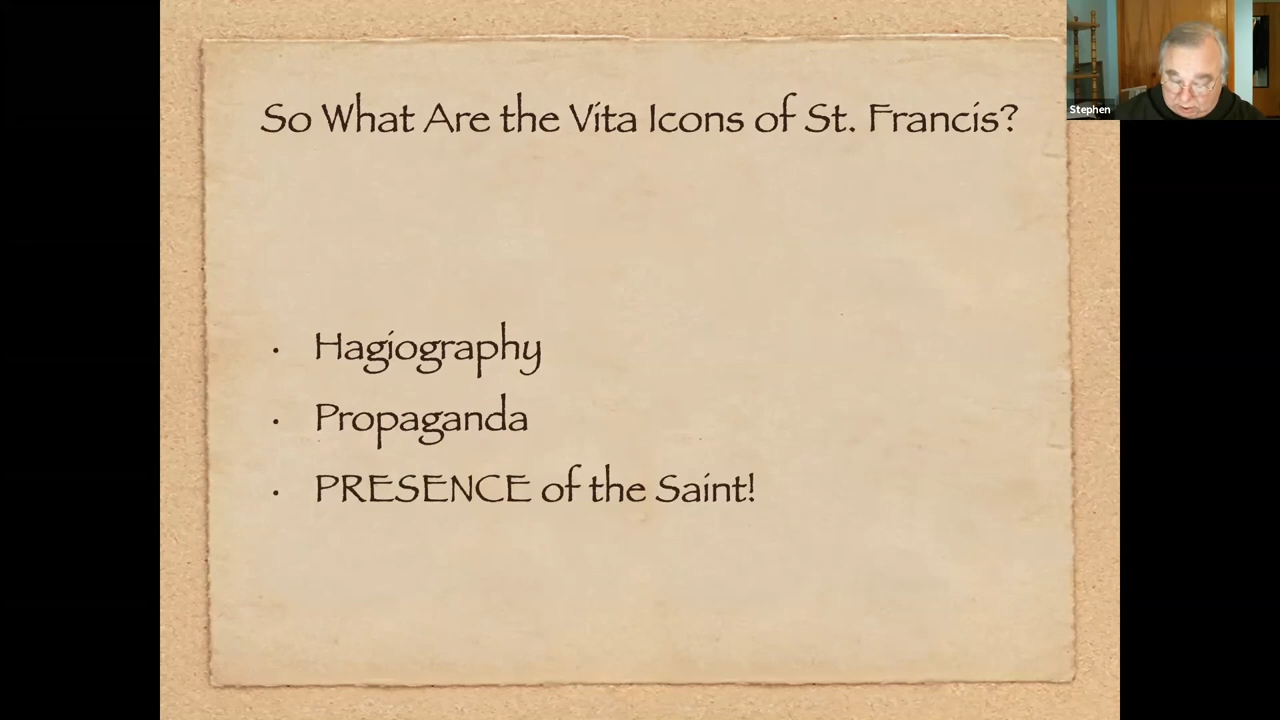 So What Are the Vita Icons of St. Francis?
Stephen
• Hagiography
• Propaganda
• PRESENCE of the Saint!